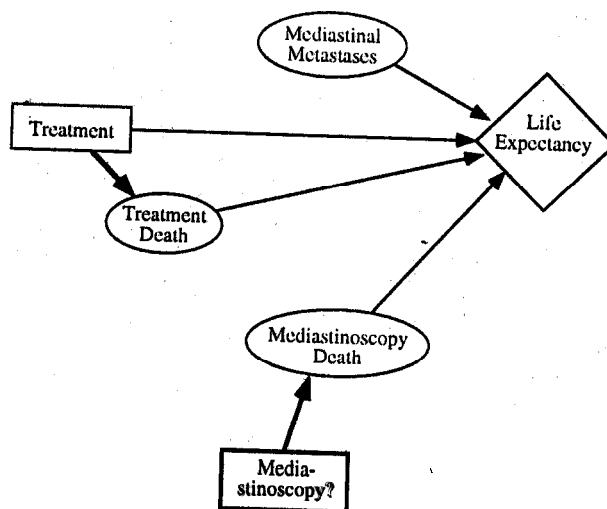 Mediastinal
Metastases
Life
Expectancy
Treatment
Treatment
Death
Mediastinoscopy
Death
Media-
stinoscopy?